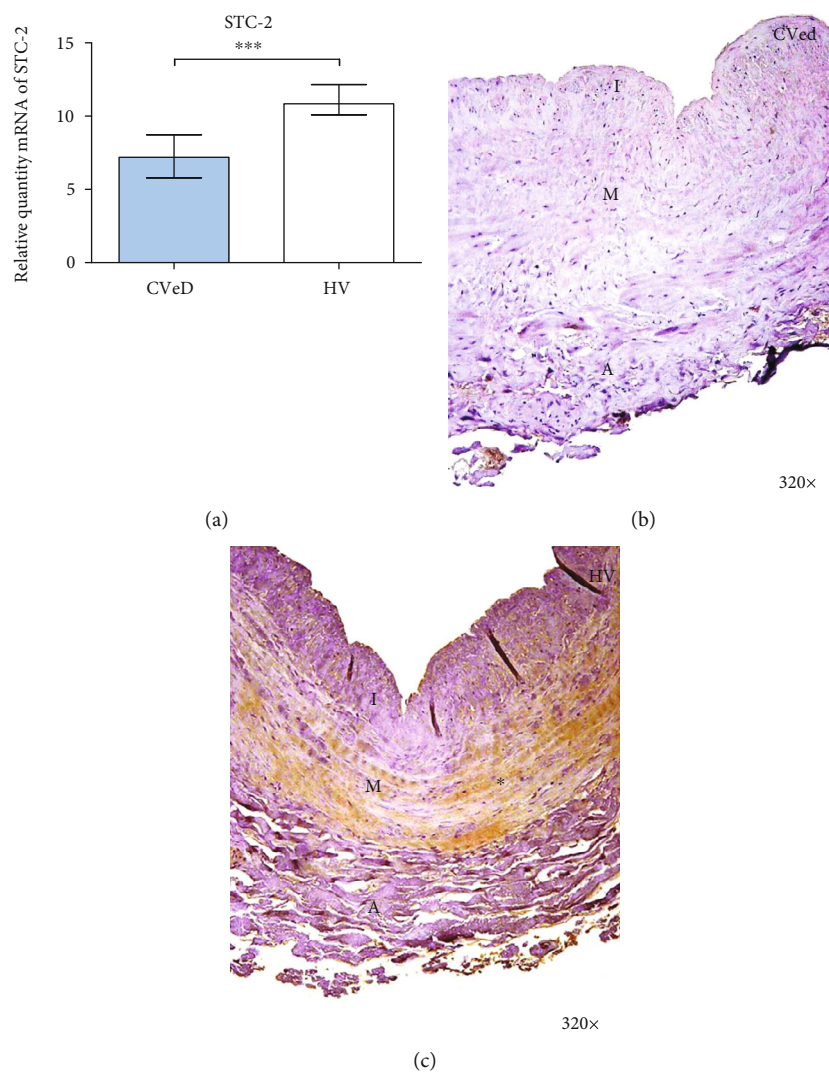 STC-2
***
15
10
5
0
Relative quantity mRNA of STC-2
CVeD
HV
(a)
CVed
I
M
A
320×
(b)
HV
I
M
*
A
320×
(c)